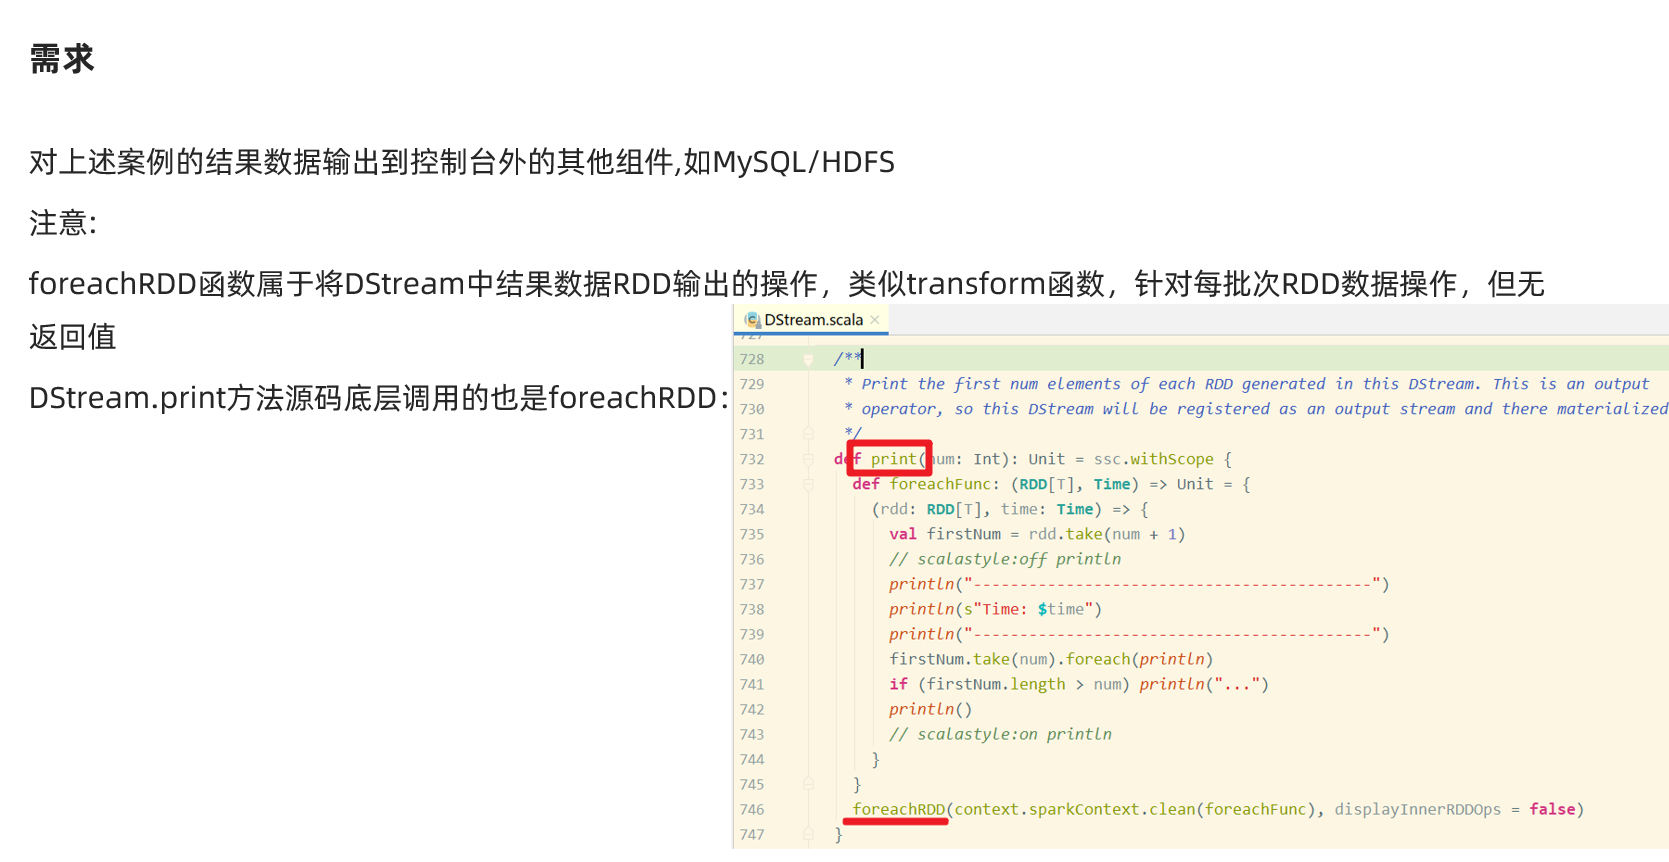 需求
对上述案例的结果数据输出到控制台外的其他组件,如MySQL/HDFS
注意:
foreachRDD函数属于将DStream中结果数据RDD输出的操作，类似transform函数，针对每批次RDD数据操作，但无
返回值
DStream.print方法源码底层调用的也是foreachRDD：
DStream.scala
727
728 /**
729 * Print the first num elements of each RDD generated in this DStream. This is an output
730 * operator, so this DStream will be registered as an output stream and there materialized
731 */
732 def print(num: Int): Unit = ssc.withScope {
733 def foreachFunc: (RDD[T], Time) => Unit = {
734 (rdd: RDD[T], time: Time) => {
735 val firstNum = rdd.take(num + 1)
736 // scalastyle:off println
737 println("-------------------------------------------")
738 println(s"Time: $time")
739 println("-------------------------------------------")
740 firstNum.take(num).foreach(println)
741 if (firstNum.length > num) println("...")
742 println()
743 // scalastyle:on println
744 }
745 }
746 foreachRDD(context.sparkContext.clean(foreachFunc), displayInnerRDDOps = false)
747 }